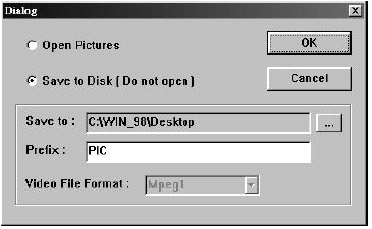 Dialog
Open Pictures
OK
Save to Disk ( Do not open )
Cancel
Save to : C:\WIN_98\Desktop ...
Prefix : PIC
Video File Format : Mpeg1